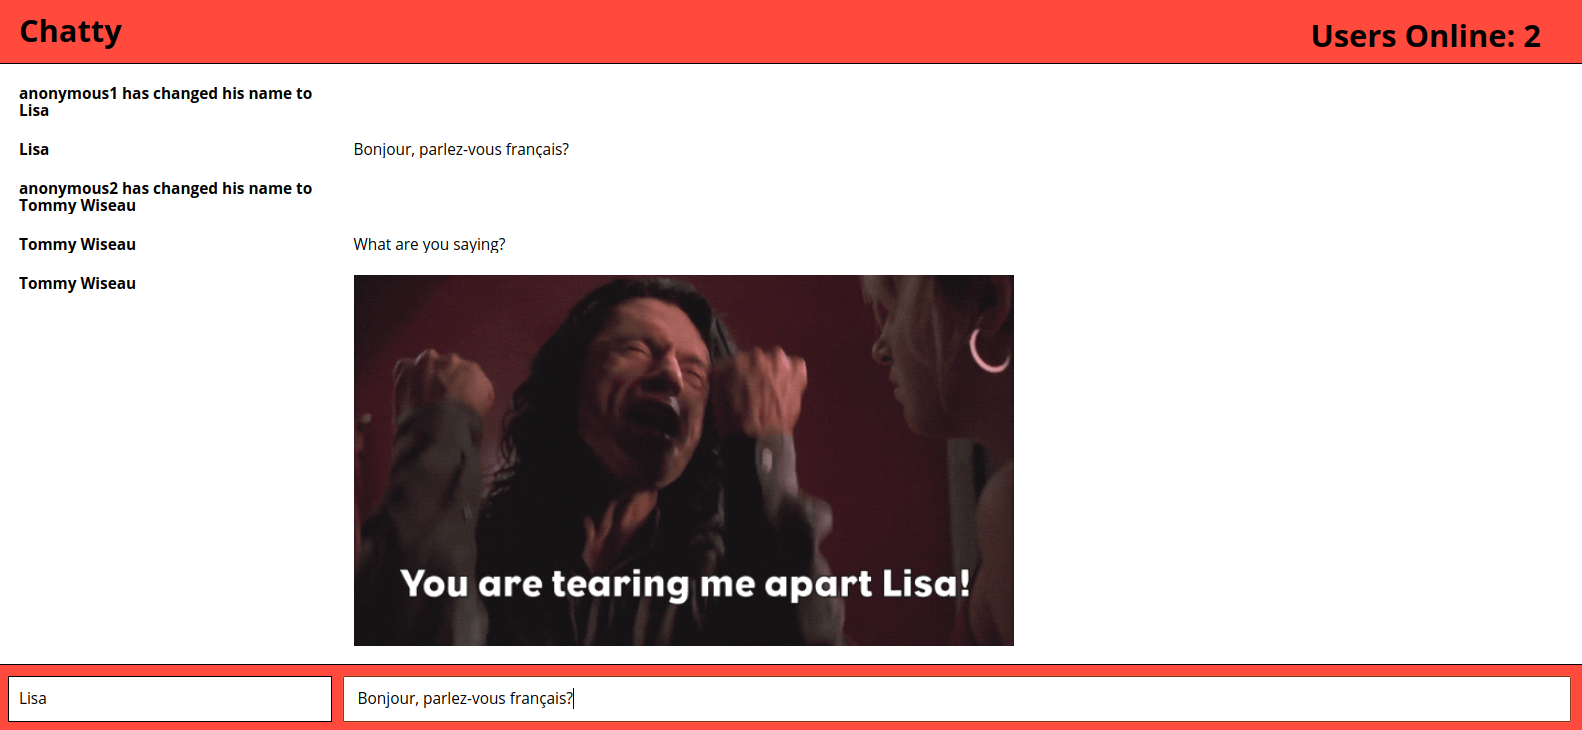 Chatty
Users Online: 2
anonymous1 has changed his name to
Lisa
Lisa
Bonjour, parlez-vous français?
anonymous2 has changed his name to
Tommy Wiseau
Tommy Wiseau
What are you saying?
Tommy Wiseau
You are tearing me apart Lisa!
Lisa
Bonjour, parlez-vous français?